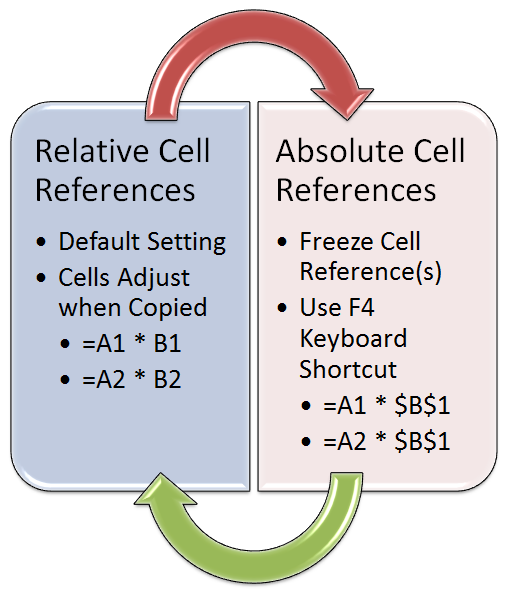 Relative Cell
References
• Default Setting
• Cells Adjust
when Copied
• =A1 * B1
• =A2 * B2
Absolute Cell
References
• Freeze Cell
Reference(s)
• Use F4
Keyboard
Shortcut
• =A1 * $B$1
• =A2 * $B$1